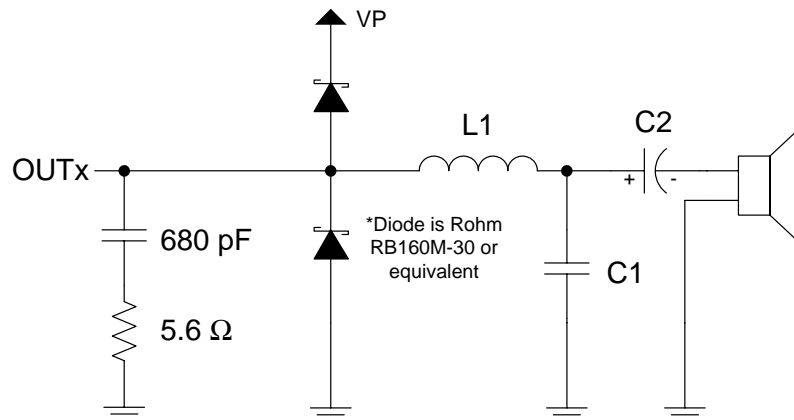 VP
L1
C2
OUTx
+ -
*Diode is Rohm
RB160M-30 or
equivalent
680 pF
C1
5.6 Ω